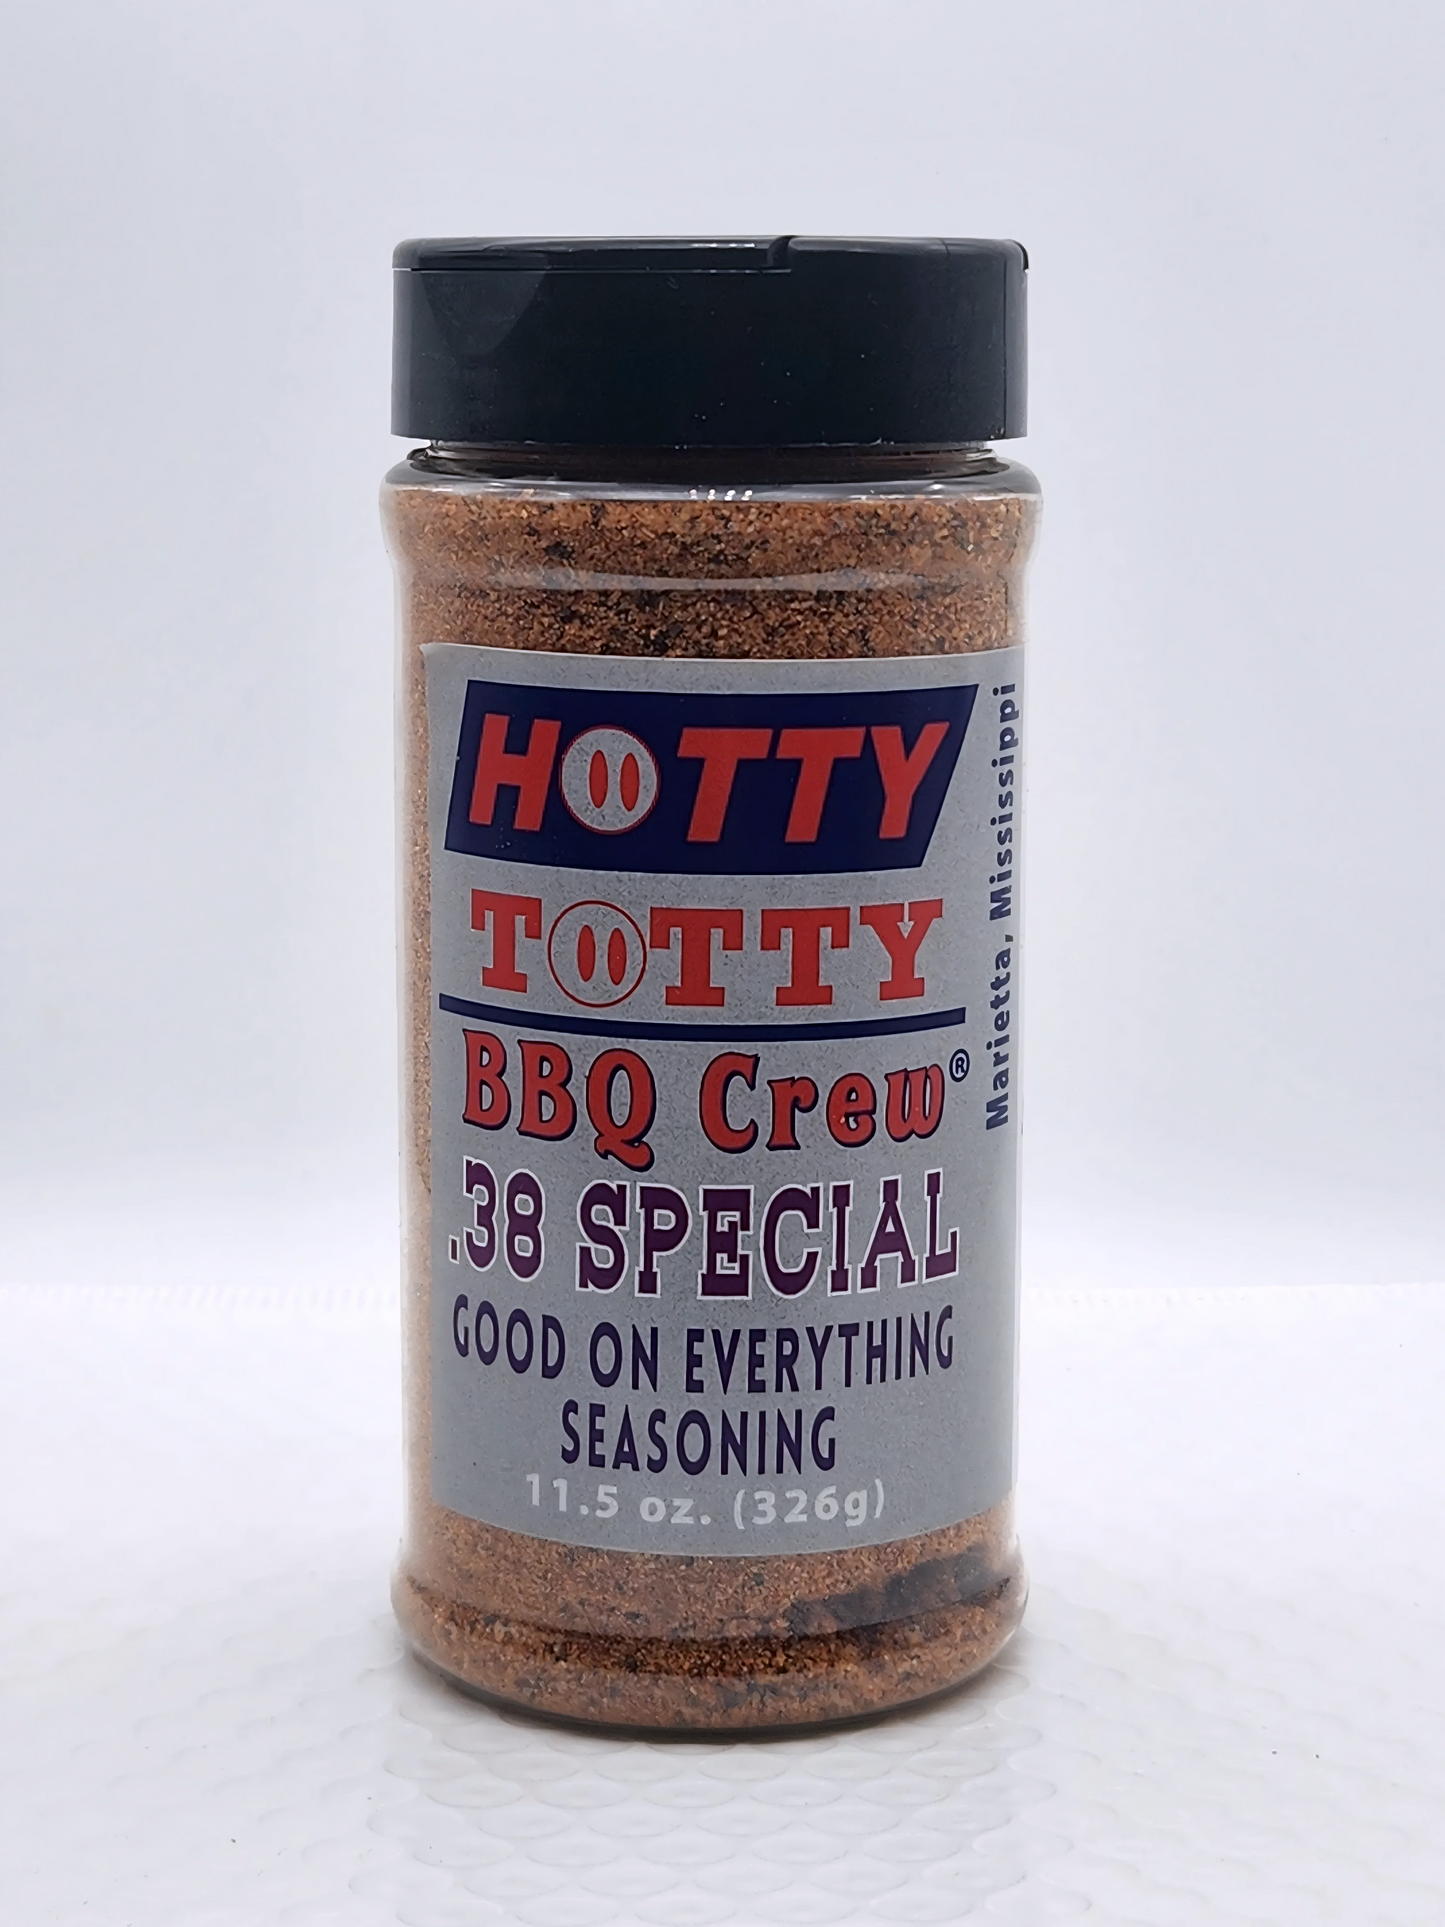 HOTTY
TOTTY
BBQ Crew®
.38 SPECIAL
GOOD ON EVERYTHING
SEASONING
11.5 oz. (326g)
Marietta, Mississippi